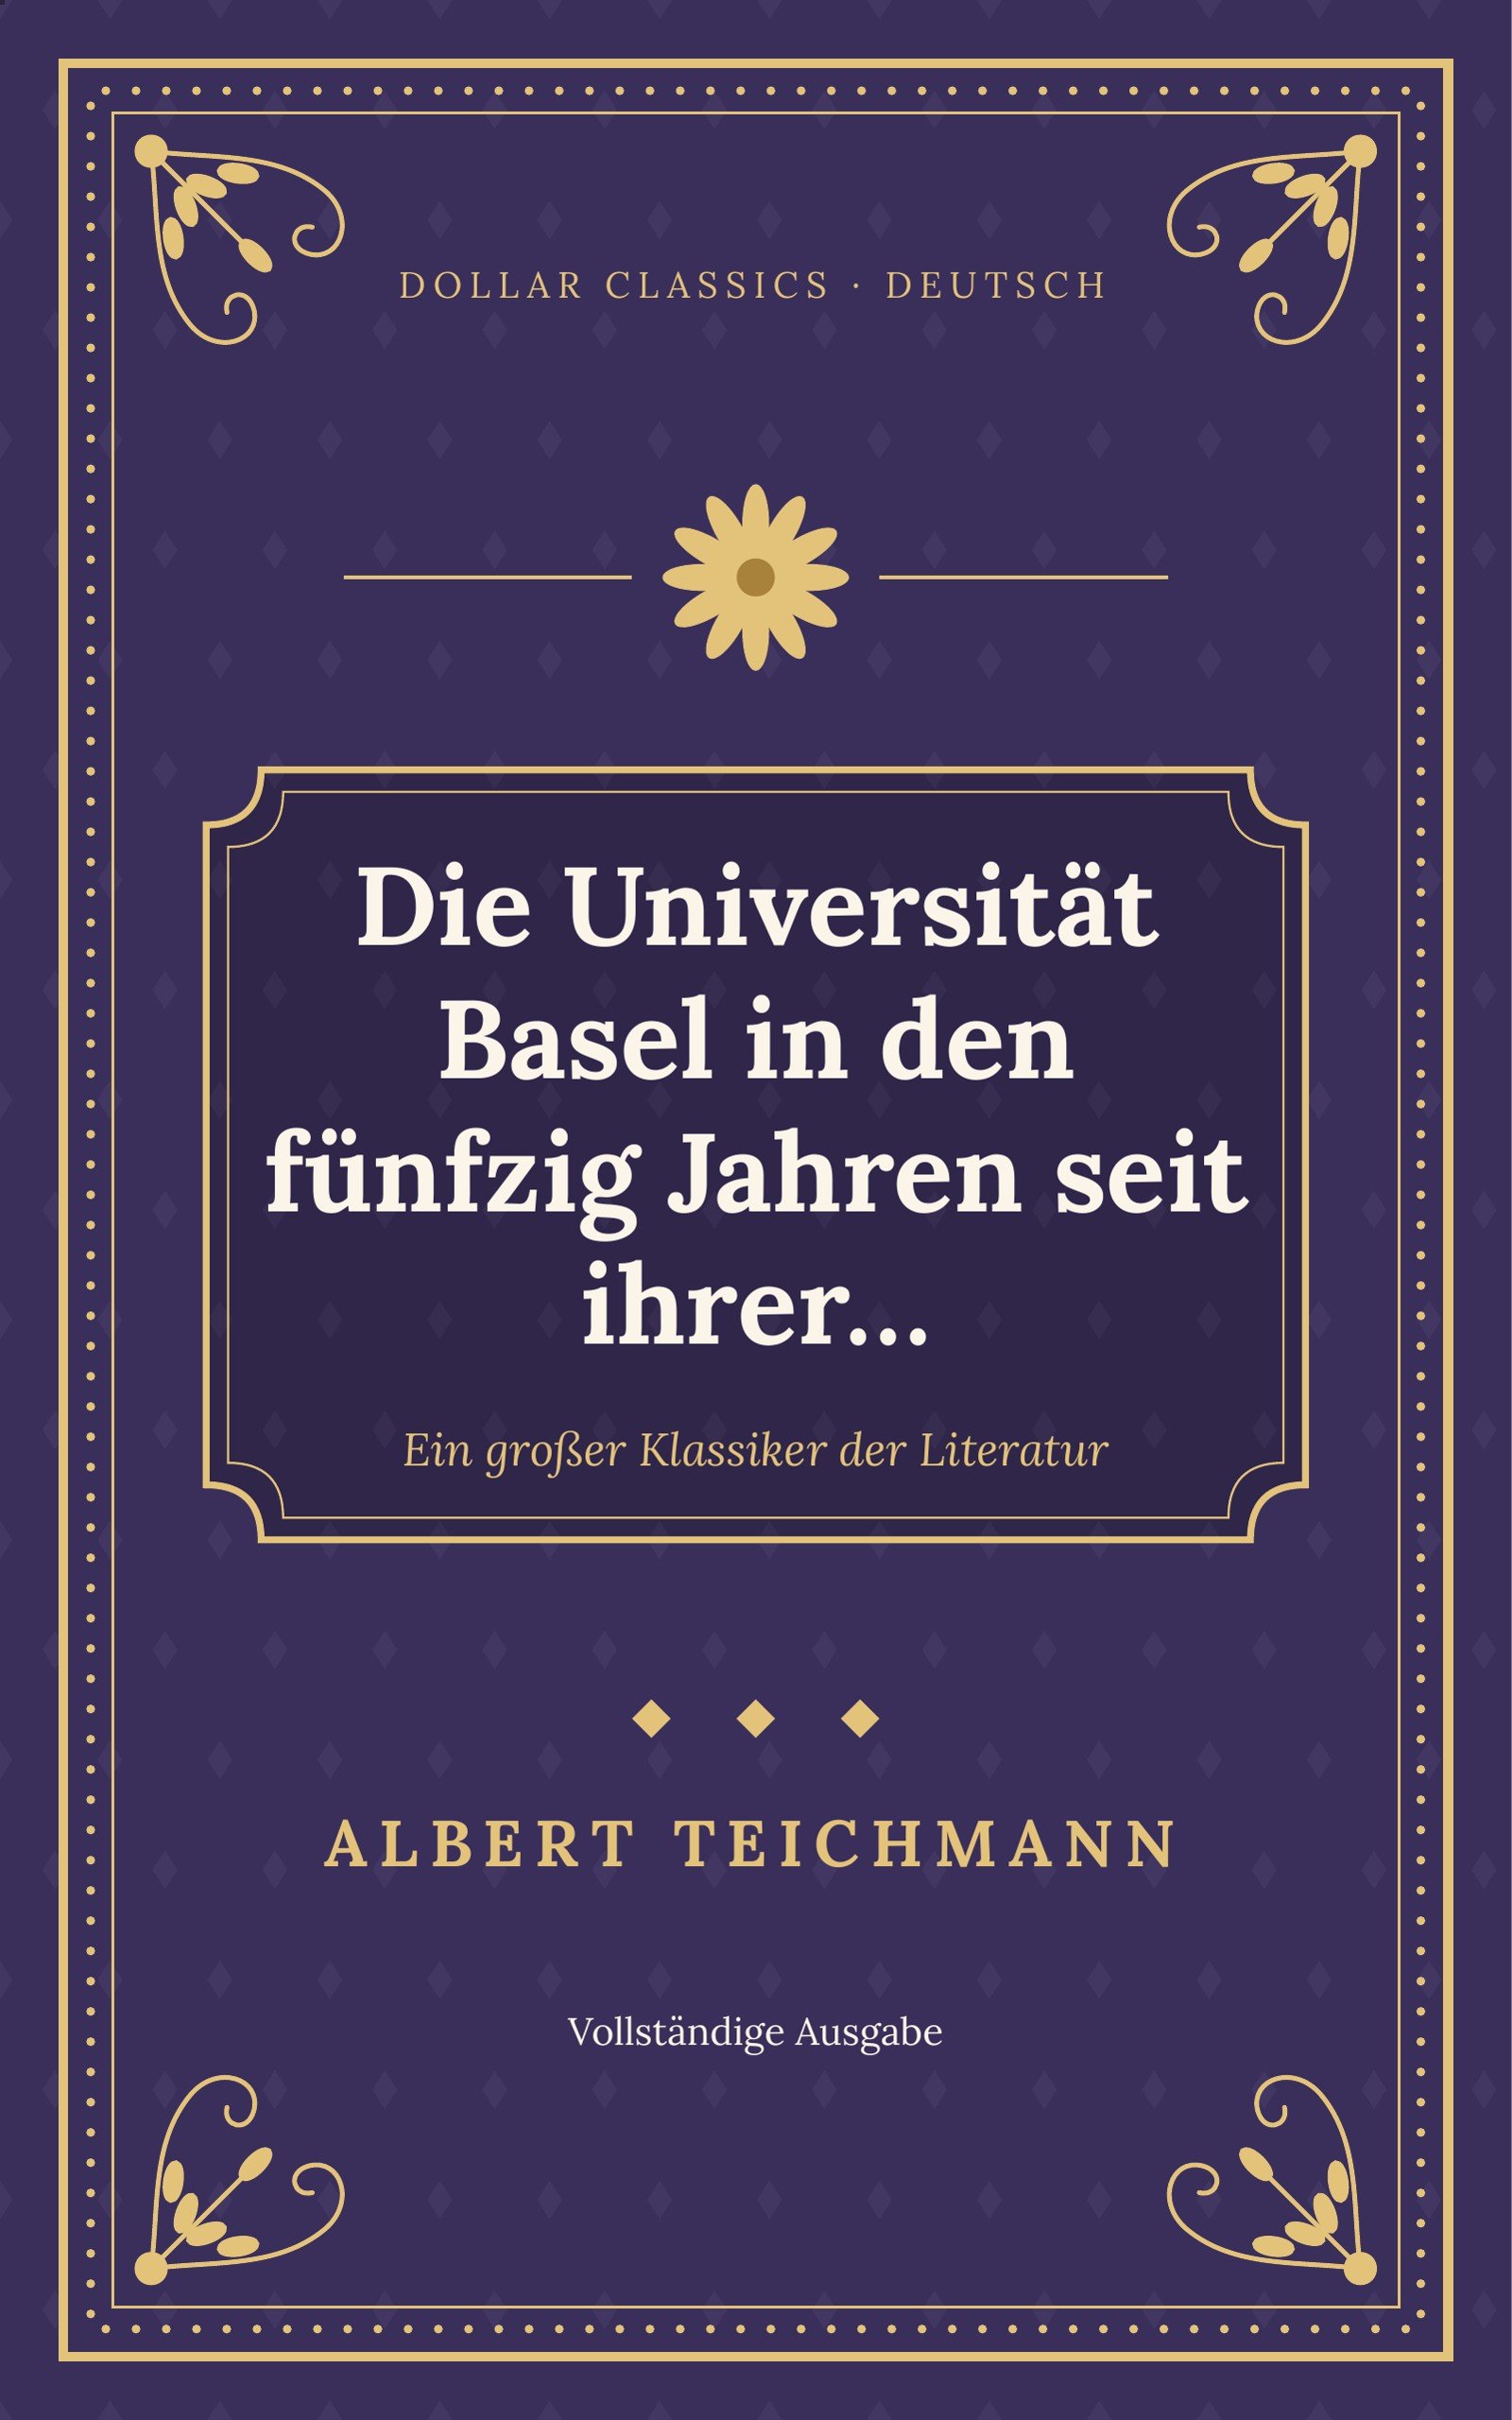 DOLLAR CLASSICS · DEUTSCH
Die Universität
Basel in den
fünfzig Jahren seit
ihrer...
Ein großer Klassiker der Literatur
ALBERT TEICHMANN
Vollständige Ausgabe